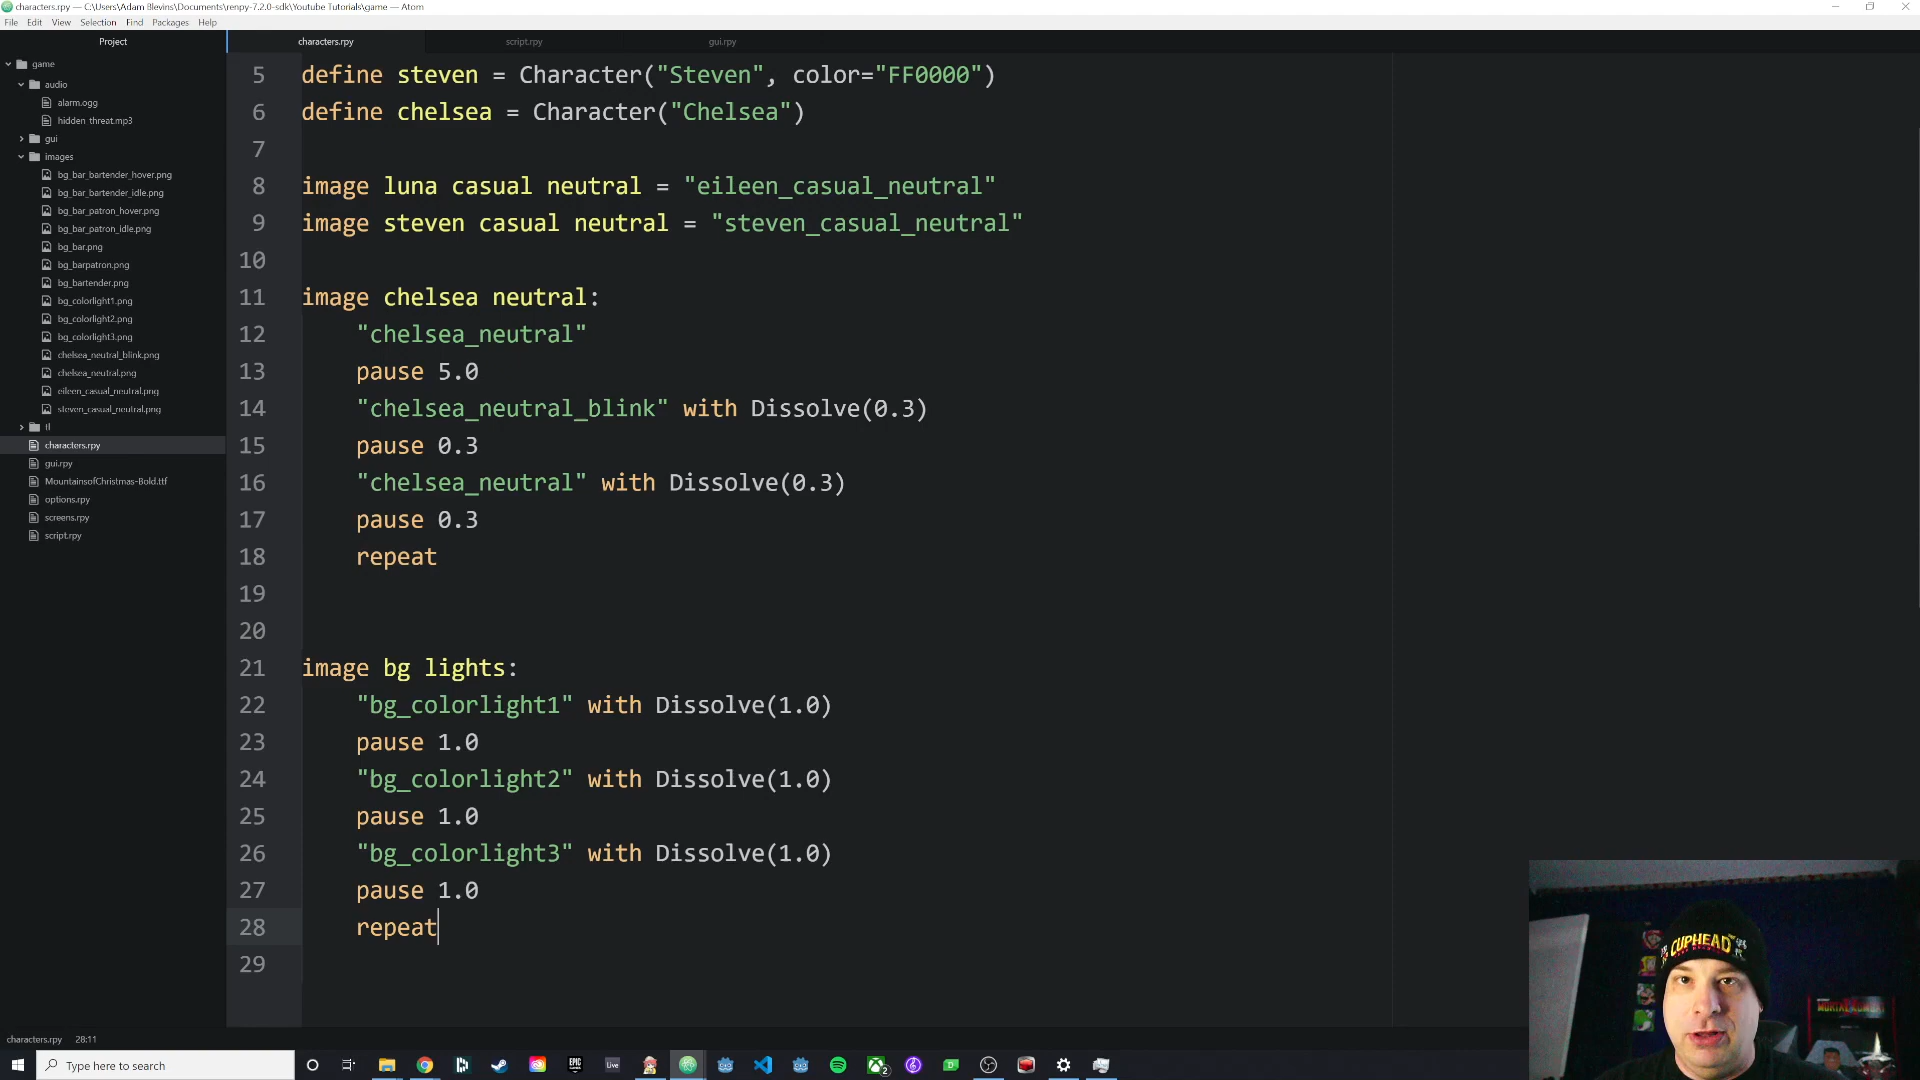 characters.rpy — C:\Users\Adam Blevins\Documents\renpy-7.2.0-sdk\Youtube Tutorials\game — Atom
File Edit View Selection Find Packages Help
Project
characters.rpy
script.rpy
gui.rpy
game
audio
alarm.ogg
hidden_threat.mp3
gui
images
bg_bar_bartender_hover.png
bg_bar_bartender_idle.png
bg_bar_patron_hover.png
bg_bar_patron_idle.png
bg_bar.png
bg_barpatron.png
bg_bartender.png
bg_colorlight1.png
bg_colorlight2.png
bg_colorlight3.png
chelsea_neutral_blink.png
chelsea_neutral.png
eileen_casual_neutral.png
steven_casual_neutral.png
tl
characters.rpy
gui.rpy
MountainsofChristmas-Bold.ttf
options.rpy
screens.rpy
script.rpy
5 define steven = Character("Steven", color="FF0000")
6 define chelsea = Character("Chelsea")
7
8 image luna casual neutral = "eileen_casual_neutral"
9 image steven casual neutral = "steven_casual_neutral"
10
11 image chelsea neutral:
12 "chelsea_neutral"
13 pause 5.0
14 "chelsea_neutral_blink" with Dissolve(0.3)
15 pause 0.3
16 "chelsea_neutral" with Dissolve(0.3)
17 pause 0.3
18 repeat
19
20
21 image bg lights:
22 "bg_colorlight1" with Dissolve(1.0)
23 pause 1.0
24 "bg_colorlight2" with Dissolve(1.0)
25 pause 1.0
26 "bg_colorlight3" with Dissolve(1.0)
27 pause 1.0
28 repeat
29
CUPHEAD
MORTAL KOMBAT
characters.rpy 28:11
Type here to search
EPIC
Live
2